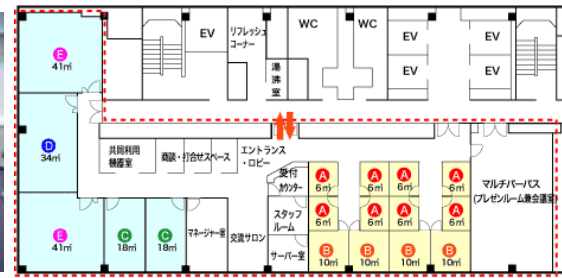 EV
リフレッシュ
コーナー
WC
WC
EV
EV
EV
EV
湯
沸
室
E
41㎡
D
34㎡
E
41㎡
共同利用
機器室
商談・打合せスペース
エントランス
・ロビー
受付
カウンター
スタッフ
ルーム
サーバー室
C
18㎡
C
18㎡
マネージャー室
交流サロン
A
6㎡
A
6㎡
A
6㎡
A
6㎡
A
6㎡
A
6㎡
A
6㎡
A
6㎡
B
10㎡
B
10㎡
B
10㎡
B
10㎡
マルチパーパス
(プレゼンルーム兼会議室)